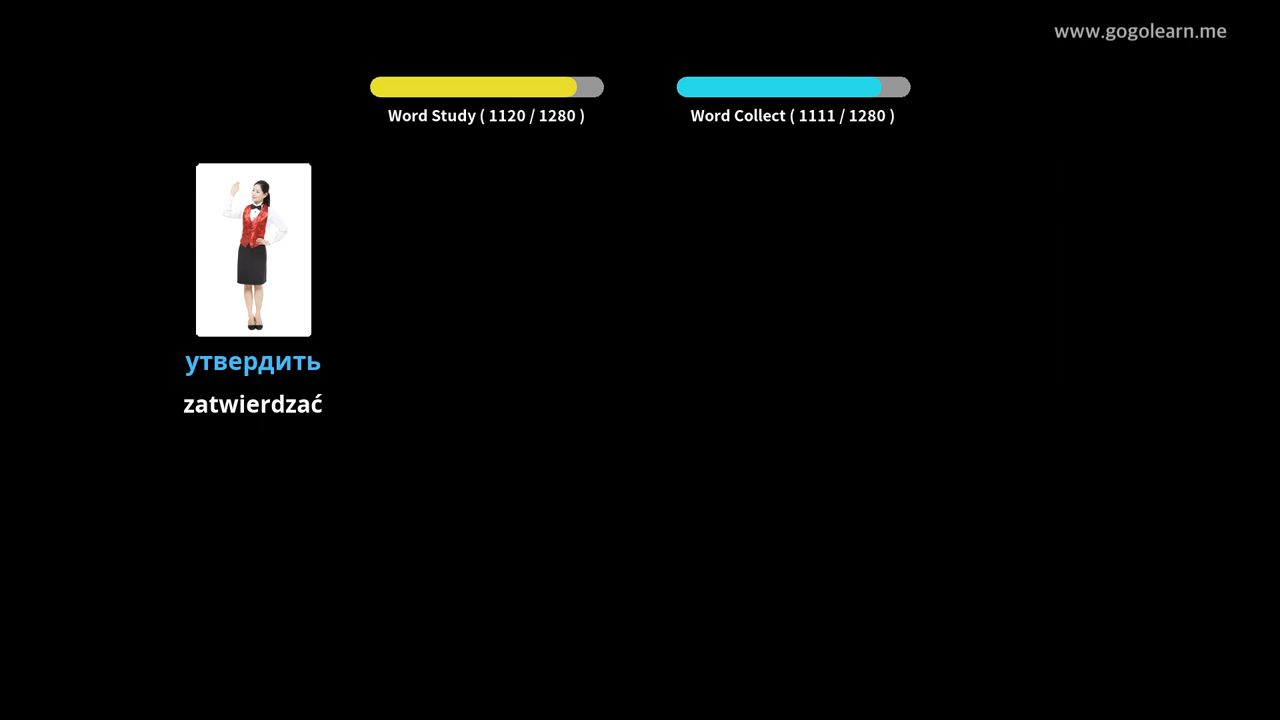 www.gogolearn.me
Word Study ( 1120 / 1280 )
Word Collect ( 1111 / 1280 )
утвердить
zatwierdzać